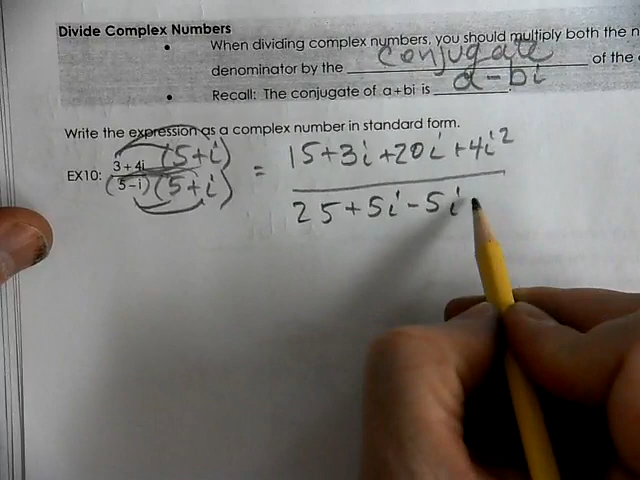 Divide Complex Numbers
• When dividing complex numbers, you should multiply both the n
denominator by the conjugate of the
• Recall: The conjugate of a+bi is a-bi.
Write the expression as a complex number in standard form.
EX10: 3+4i (5+i) = 15+3i+20i+4i²
(5-i)(5+i) 25+5i-5i